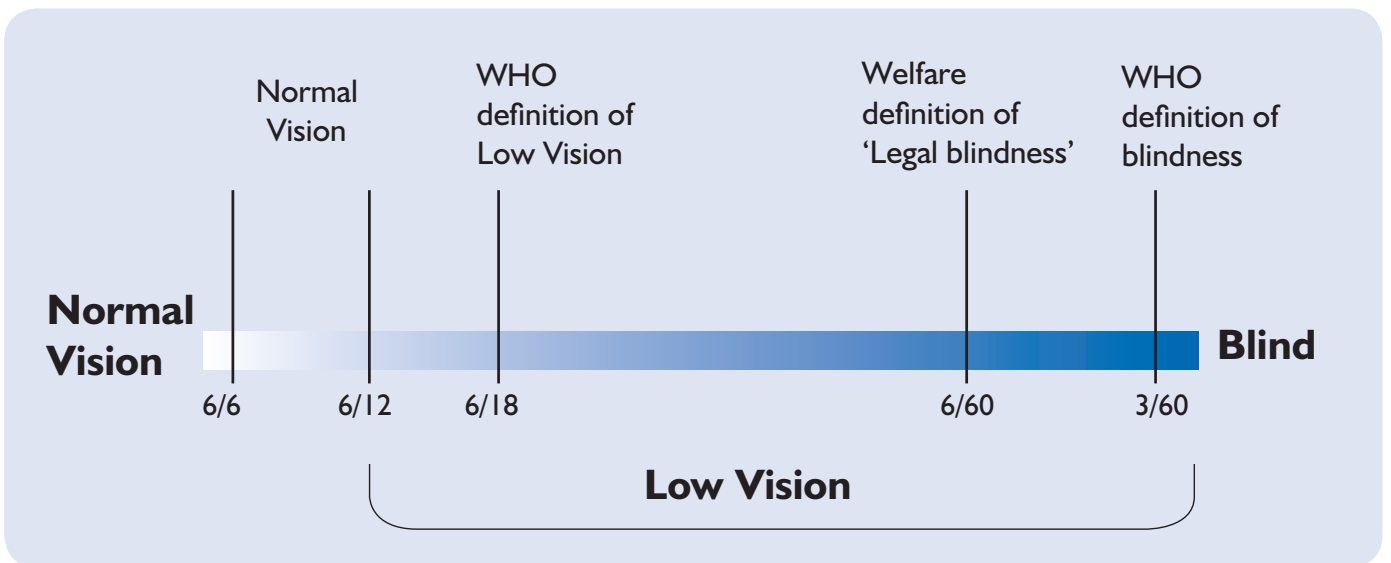 Normal
Vision
WHO
definition of
Low Vision
Welfare
definition of
‘Legal blindness’
WHO
definition of
blindness
Normal
Vision
Blind
6/6
6/12
6/18
6/60
3/60
Low Vision